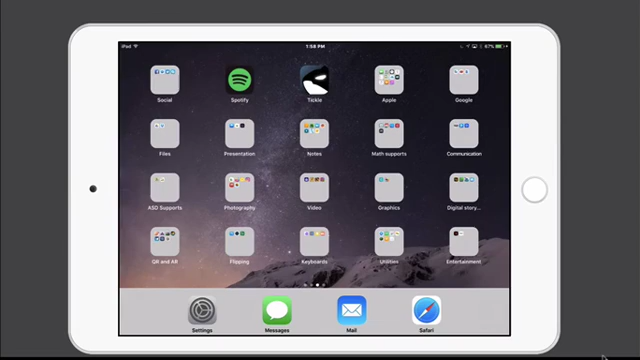 iPad 1:58 PM 67%
Social Spotify Tickle Apple Google
Files Presentation Notes Math supports Communication
ASD Supports Photography Video Graphics Digital story...
QR and AR Flipping Keyboards Utilities Entertainment
Settings Messages Mail Safari